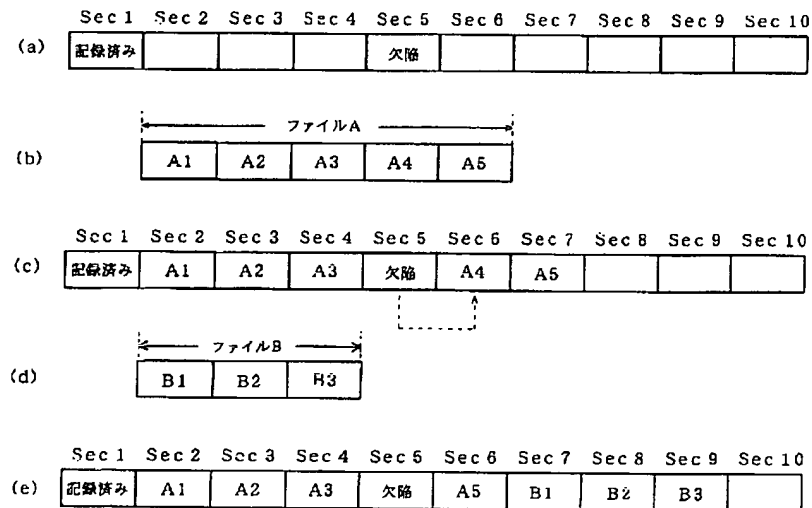 Sec 1 Sec 2 Sec 3 Sec 4 Sec 5 Sec 6 Sec 7 Sec 8 Sec 9 Sec 10
(a) 記録済み 欠陥
ファイルA
(b) A1 A2 A3 A4 A5
Sec 1 Sec 2 Sec 3 Sec 4 Sec 5 Sec 6 Sec 7 Sec 8 Sec 9 Sec 10
(c) 記録済み A1 A2 A3 欠陥 A4 A5
ファイルB
(d) B1 B2 B3
Sec 1 Sec 2 Sec 3 Sec 4 Sec 5 Sec 6 Sec 7 Sec 8 Sec 9 Sec 10
(e) 記録済み A1 A2 A3 欠陥 A5 B1 B2 B3